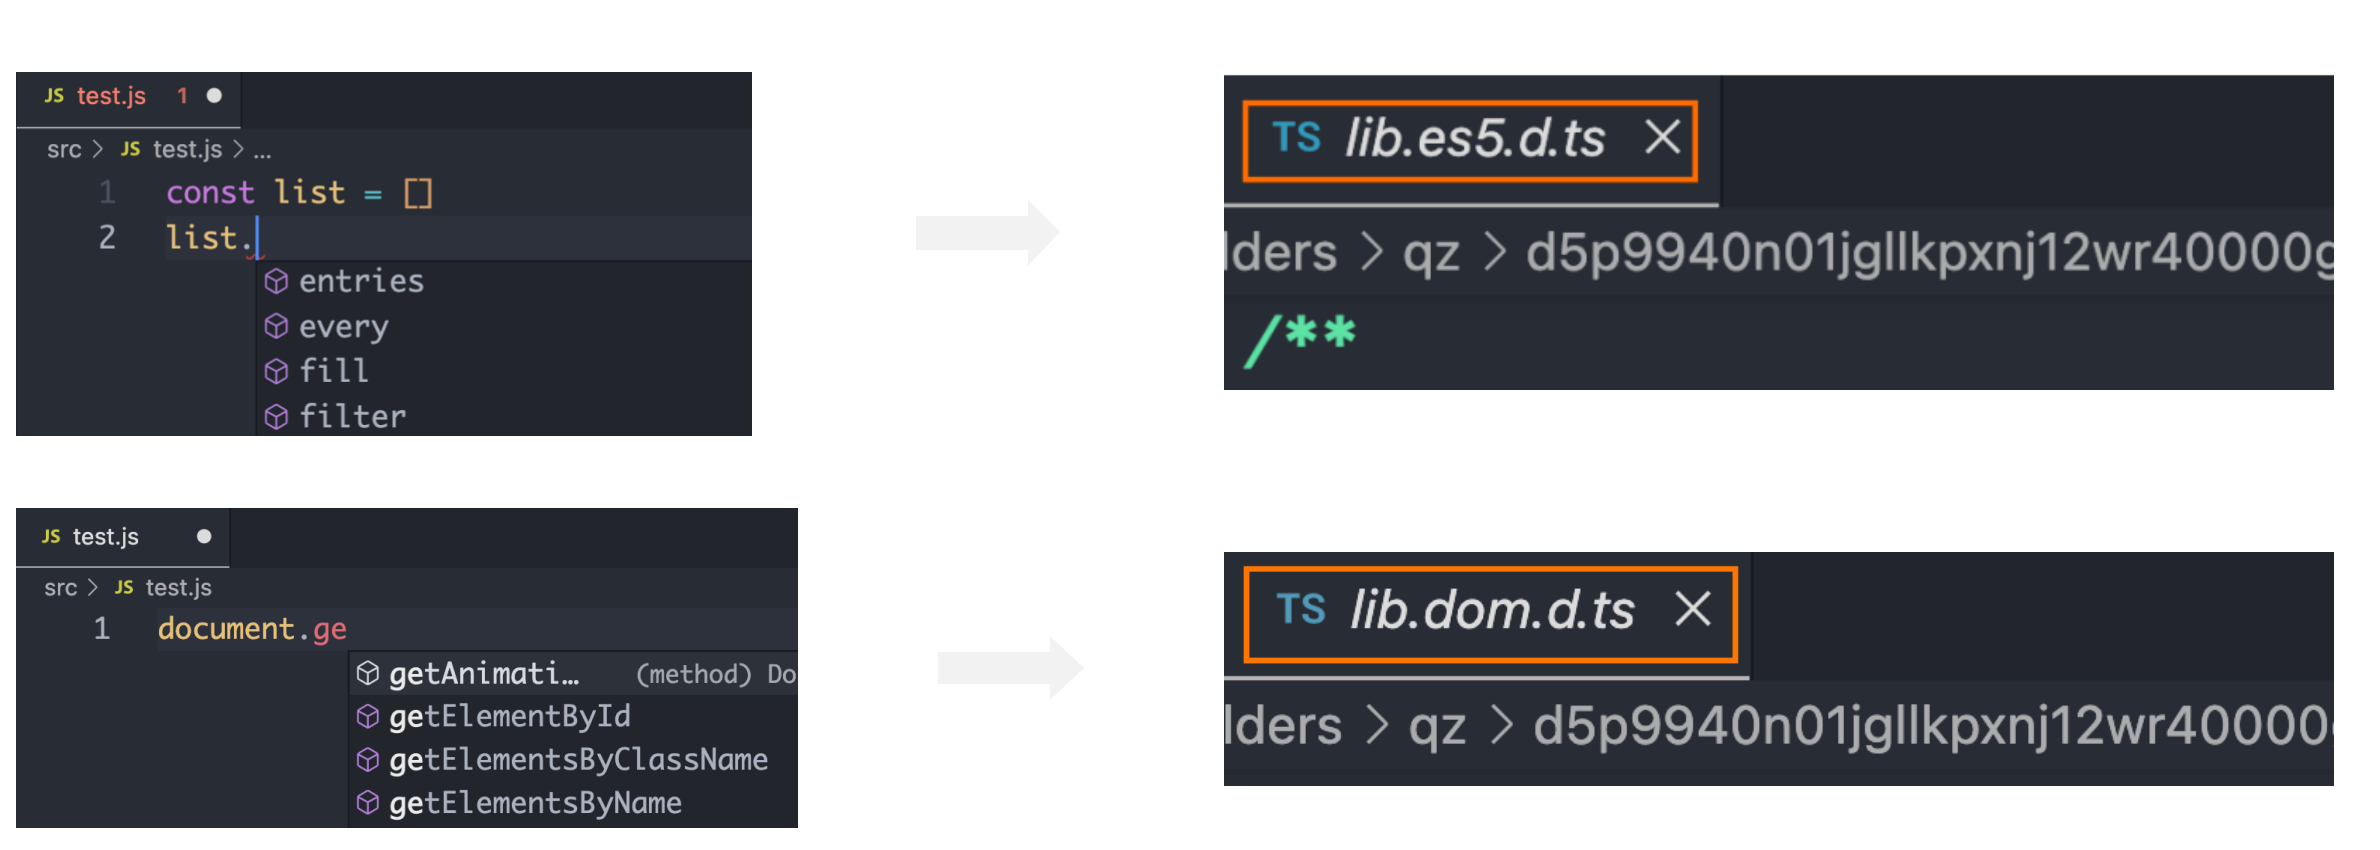 JS test.js 1
src > JS test.js > ...
1 const list = []
2 list.
entries
every
fill
filter
TS lib.es5.d.ts
lders > qz > d5p9940n01jgllkpxnj12wr40000g
/**
JS test.js
src > JS test.js
1 document.ge
getAnimati… (method) Do
getElementById
getElementsByClassName
getElementsByName
TS lib.dom.d.ts
lders > qz > d5p9940n01jgllkpxnj12wr40000